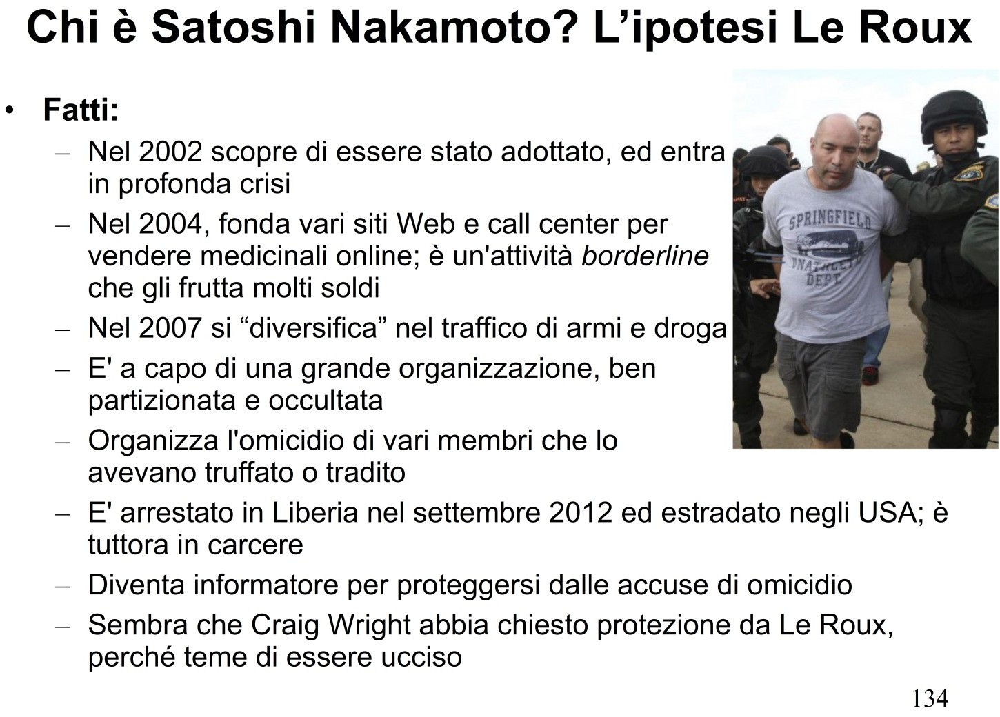 Chi è Satoshi Nakamoto? L’ipotesi Le Roux
• Fatti:
– Nel 2002 scopre di essere stato adottato, ed entra
in profonda crisi
– Nel 2004, fonda vari siti Web e call center per
vendere medicinali online; è un'attività borderline
che gli frutta molti soldi
– Nel 2007 si “diversifica” nel traffico di armi e droga
– E' a capo di una grande organizzazione, ben
partizionata e occultata
– Organizza l'omicidio di vari membri che lo
avevano truffato o tradito
– E' arrestato in Liberia nel settembre 2012 ed estradato negli USA; è
tuttora in carcere
– Diventa informatore per proteggersi dalle accuse di omicidio
– Sembra che Craig Wright abbia chiesto protezione da Le Roux,
perché teme di essere ucciso
SPRINGFIELD
DEPT.
134